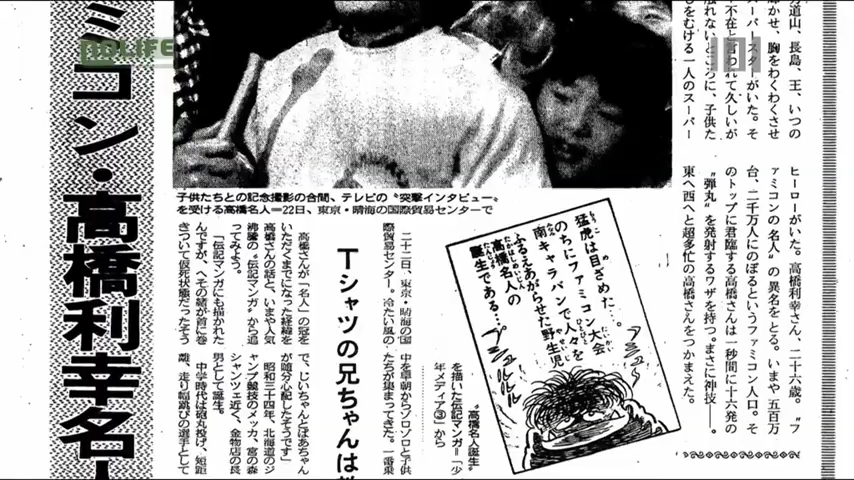 道山、長島、王、いつの
かせ、胸をわくわくさせ
ーパースターがいた。そ
不在と言われて久しいが
れないところに、子供た
をむける一人のスーパー
ヒーローがいた。高橋利幸さん、二十六歳。〝フ
ァミコンの名人〟の異名をとる。いまや五百万
台、二千万人にのぼるというファミコン人口。そ
のトップに君臨する高橋さんは一秒間に十六発の
〝弾丸〟を発射するワザを持つ。まさに神技――。
東へ西へと超多忙の高橋さんをつかまえた。
ミコン・高橋利幸名人
子供たちとの記念撮影の合間、テレビの〝突撃インタビュー〟
を受ける高橋名人＝22日、東京・晴海の国際貿易センターで
猛虎は目ざめた…。
のちにファミコン大会
南キャラバンで人々を
ふるえあがらせた野生児
高橋名人の
誕生である…!
〝高橋名人誕生〟
を描いた伝記マンガ＝「少
年メディア③」から
Tシャツの兄ちゃんは
二十二日、東京・晴海の国
際貿易センター。冷たい風の
中を早朝からゾロゾロと子供
たちが集まってきた。一番乗
高橋さんが「名人」の冠を
いただくまでになった経緯を
高橋さんの話と、いまや人気
沸騰の〝伝記マンガ〟から追
ってみよう。
「伝記マンガにも描かれた
んですが、へその緒が首に巻
きついて仮死状態だったそう
で、じいちゃんとばあちゃん
が随分心配したそうです」
昭和三十四年、北海道のジ
ャンプ競技のメッカ、宮の森
シャンツェ近く、金物店の長
男として誕生。
中学時代は砲丸投げ、短距
離、走り幅跳びの選手として
NOLIFE